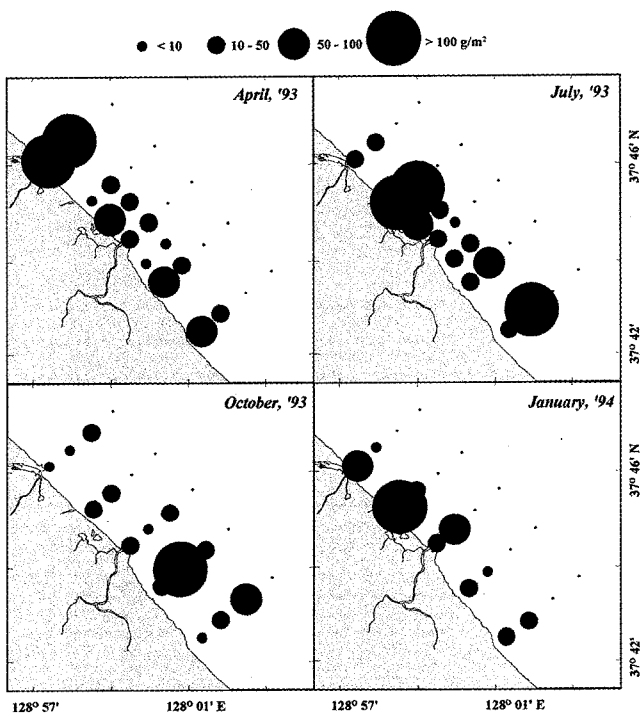 < 10 10 - 50 50 - 100 > 100 g/m²
April, '93 July, '93
37° 46' N
37° 42'
October, '93 January, '94
37° 46' N
37° 42'
128° 57' 128° 01' E 128° 57' 128° 01' E